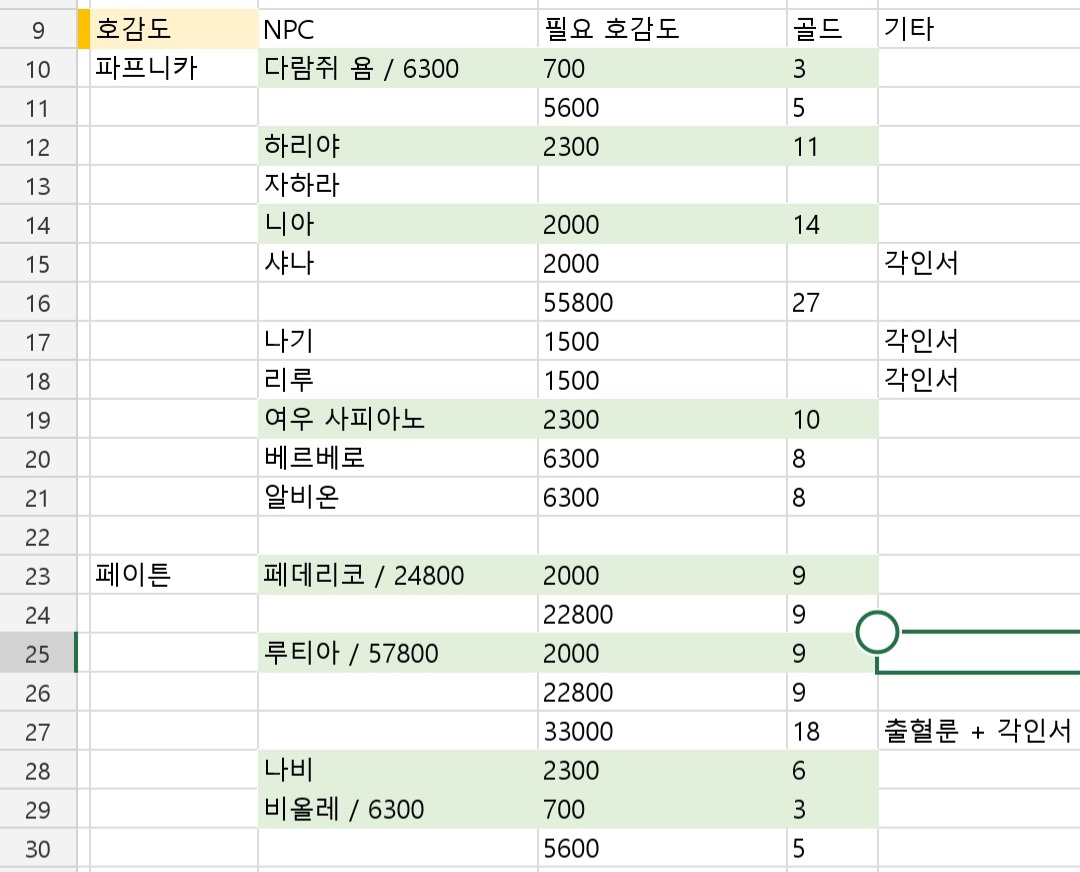 9 호감도 NPC 필요 호감도 골드 기타
10 파프니카 다람쥐 욤 / 6300 700 3
11 5600 5
12 하리야 2300 11
13 자하라
14 니아 2000 14
15 샤나 2000 각인서
16 55800 27
17 나기 1500 각인서
18 리루 1500 각인서
19 여우 사피아노 2300 10
20 베르베로 6300 8
21 알비온 6300 8
22
23 페이튼 페데리코 / 24800 2000 9
24 22800 9
25 루티아 / 57800 2000 9
26 22800 9
27 33000 18 출혈룬 + 각인서
28 나비 2300 6
29 비올레 / 6300 700 3
30 5600 5